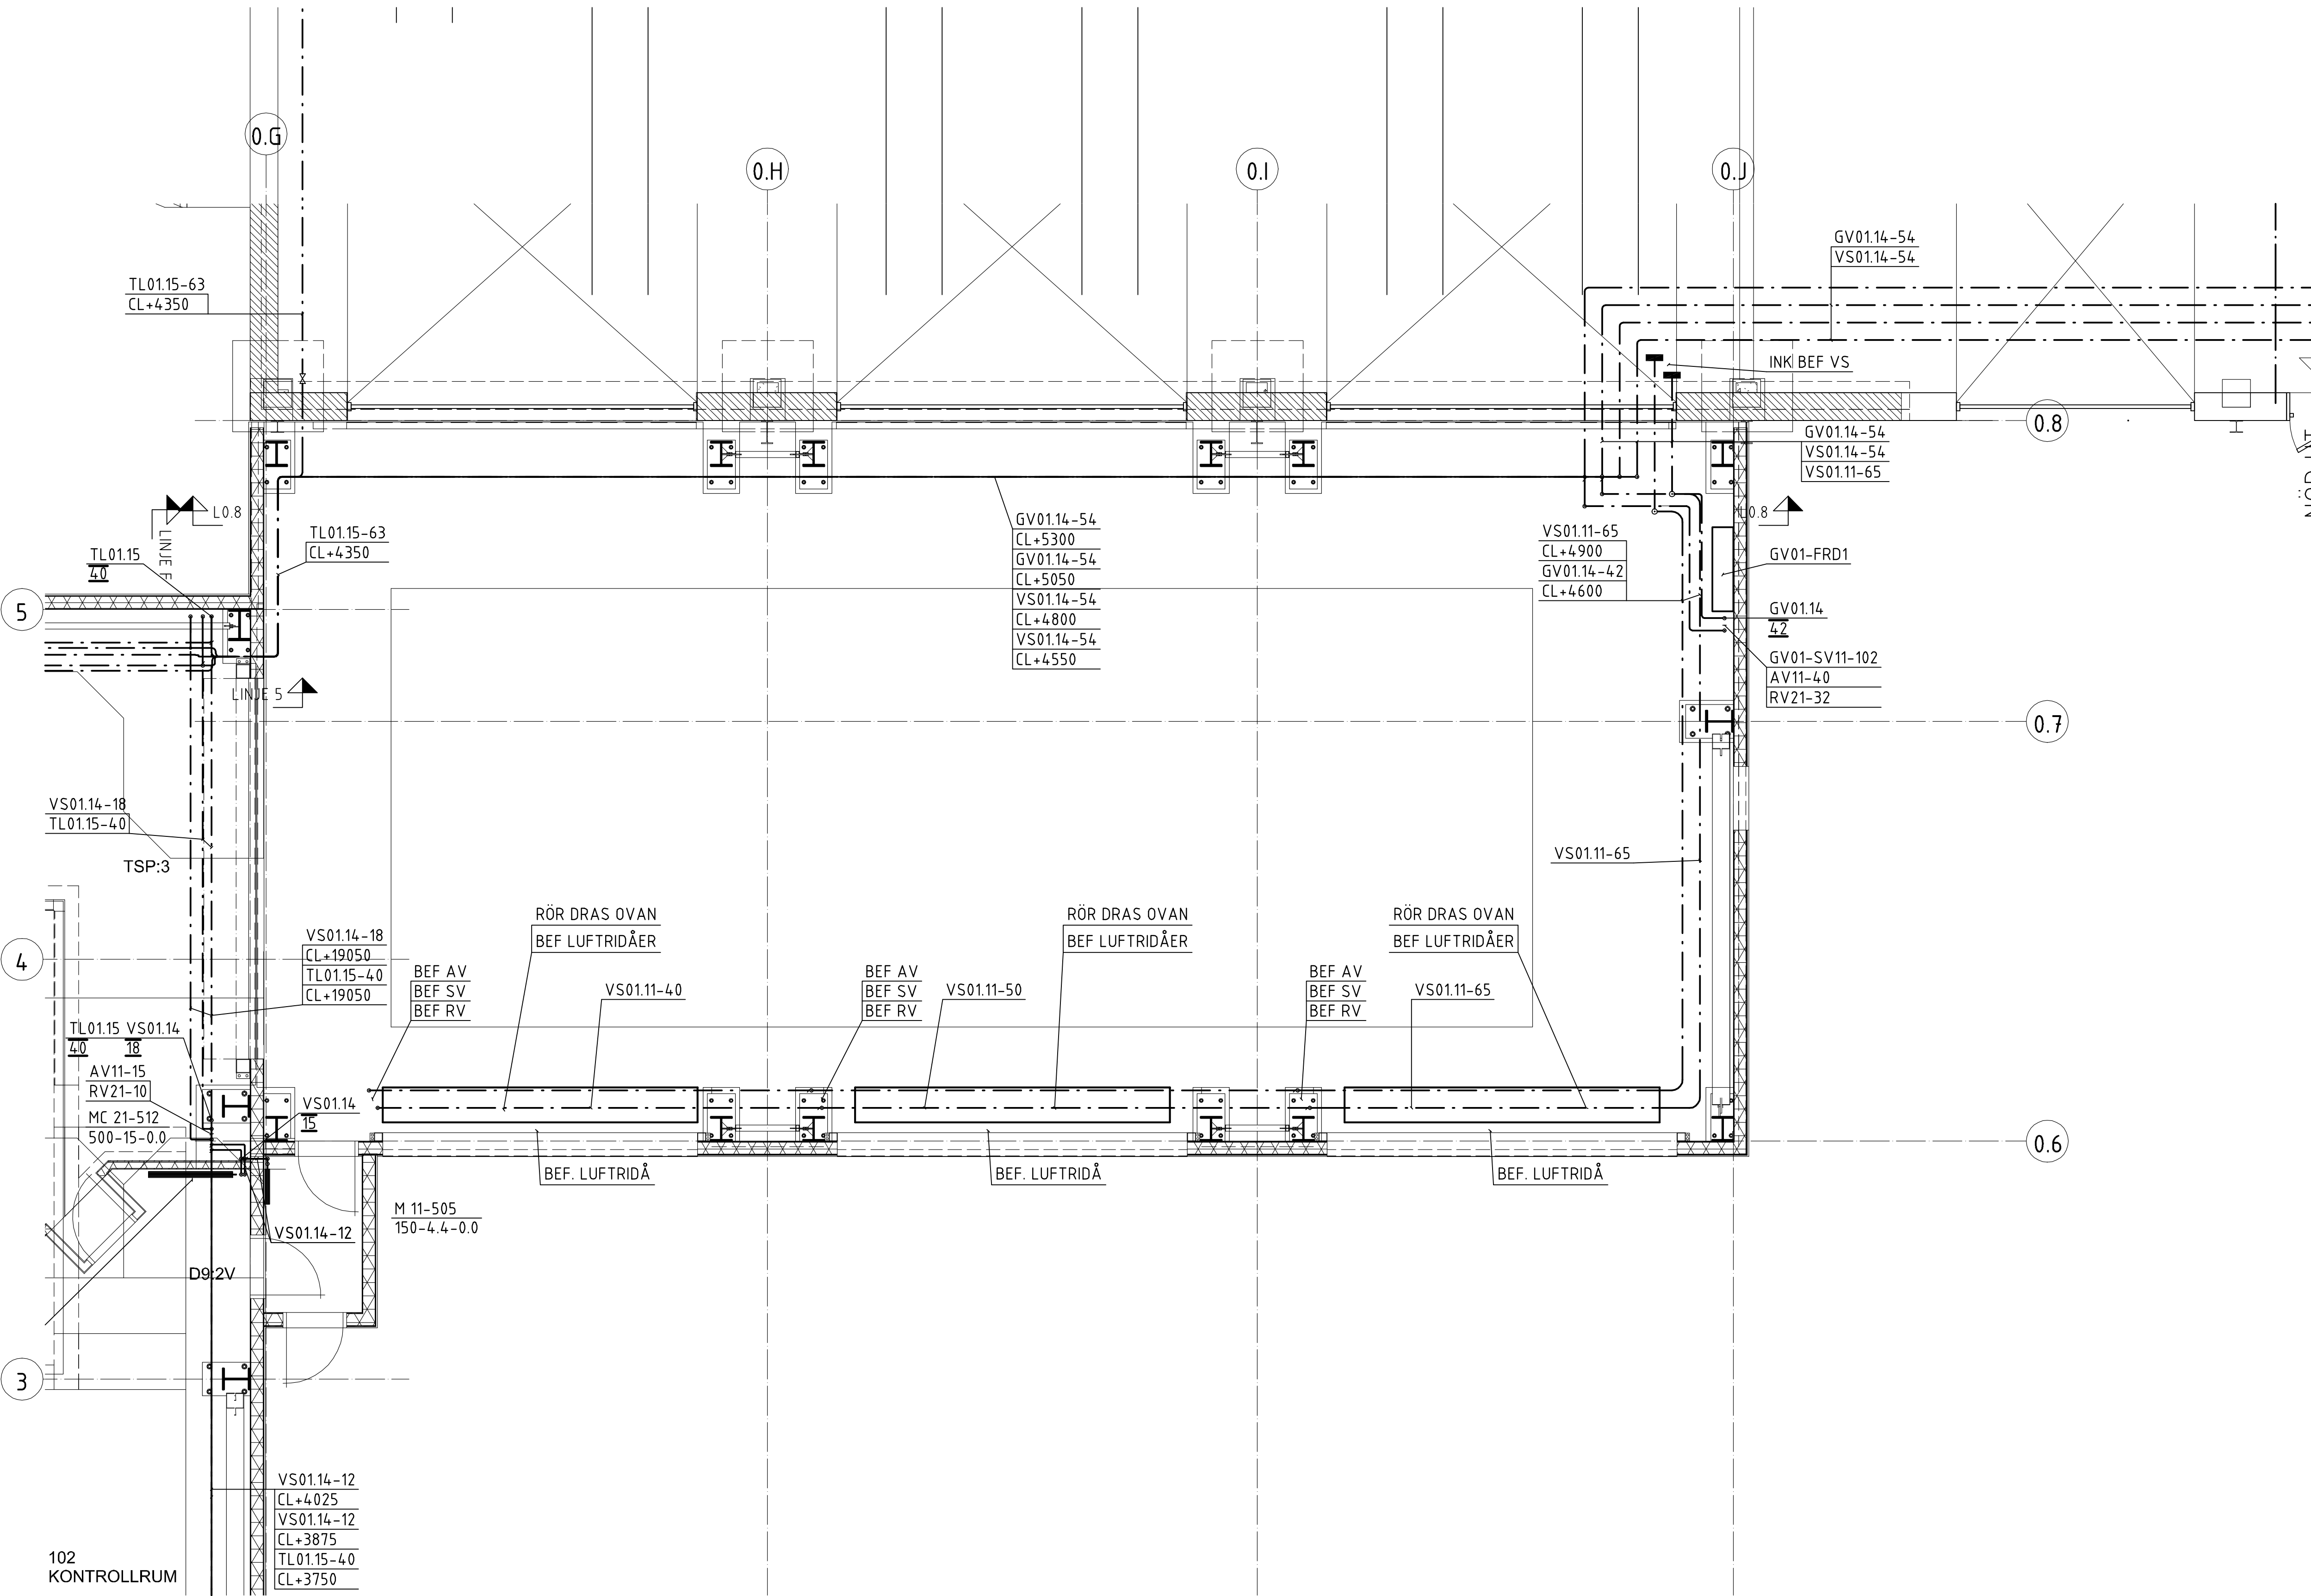 0.G
0.H
0.I
0.J
GV01.14-54
VS01.14-54
TL01.15-63
CL+4350
INK BEF VS
0.8
GV01.14-54
VS01.14-54
VS01.11-65
L0.8
LINJE F
L0.8
TL01.15-63
CL+4350
GV01.14-54
CL+5300
GV01.14-54
CL+5050
VS01.14-54
CL+4800
VS01.14-54
CL+4550
VS01.11-65
CL+4900
GV01.14-42
CL+4600
TL01.15
40
GV01-FRD1
5
GV01.14
42
GV01-SV11-102
AV11-40
RV21-32
LINJE 5
0.7
VS01.14-18
TL01.15-40
TSP:3
VS01.11-65
RÖR DRAS OVAN
BEF LUFTRIDÅER
RÖR DRAS OVAN
BEF LUFTRIDÅER
RÖR DRAS OVAN
BEF LUFTRIDÅER
4
VS01.14-18
CL+19050
TL01.15-40
CL+19050
BEF AV
BEF SV
BEF RV
VS01.11-40
BEF AV
BEF SV
BEF RV
VS01.11-50
BEF AV
BEF SV
BEF RV
VS01.11-65
TL01.15 VS01.14
40 18
AV11-15
RV21-10
MC 21-512
500-15-0.0
VS01.14
15
0.6
BEF. LUFTRIDÅ
BEF. LUFTRIDÅ
BEF. LUFTRIDÅ
M 11-505
150-4.4-0.0
VS01.14-12
D9:2V
3
VS01.14-12
CL+4025
VS01.14-12
CL+3875
TL01.15-40
CL+3750
102
KONTROLLRUM